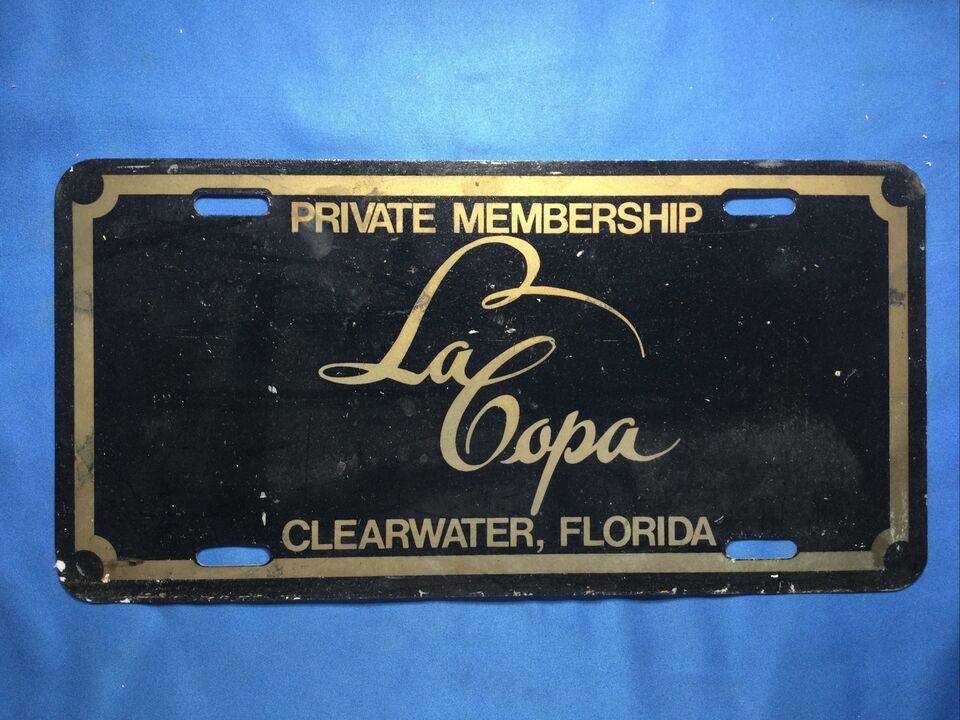 PRIVATE MEMBERSHIP
La
Copa
CLEARWATER, FLORIDA